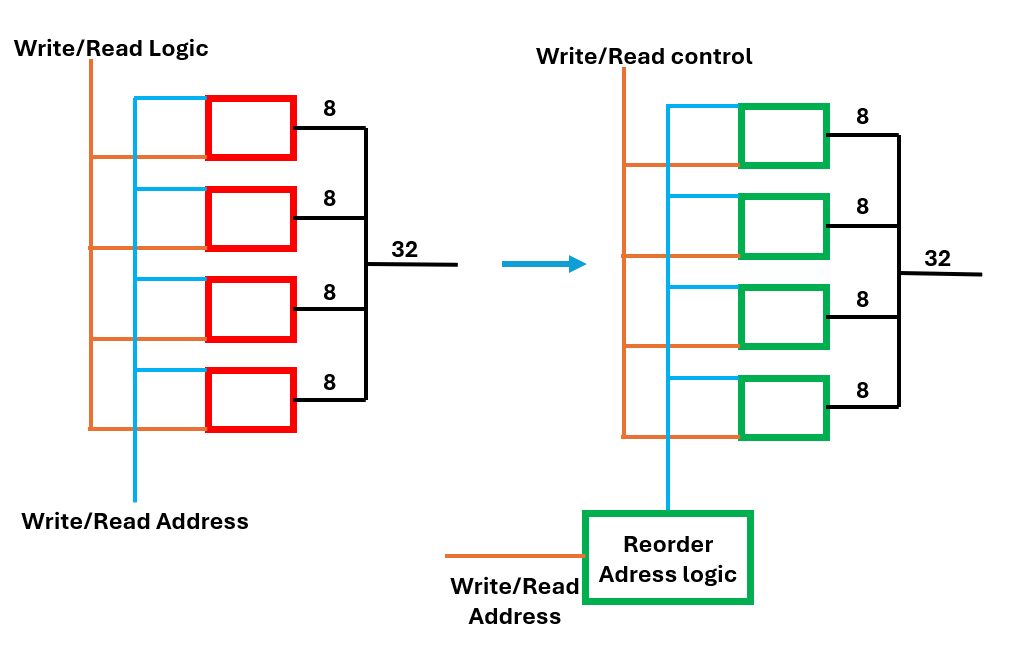 Write/Read Logic
8
8
8
8
32
Write/Read Address
Write/Read control
8
8
8
8
32
Reorder
Adress logic
Write/Read
Address